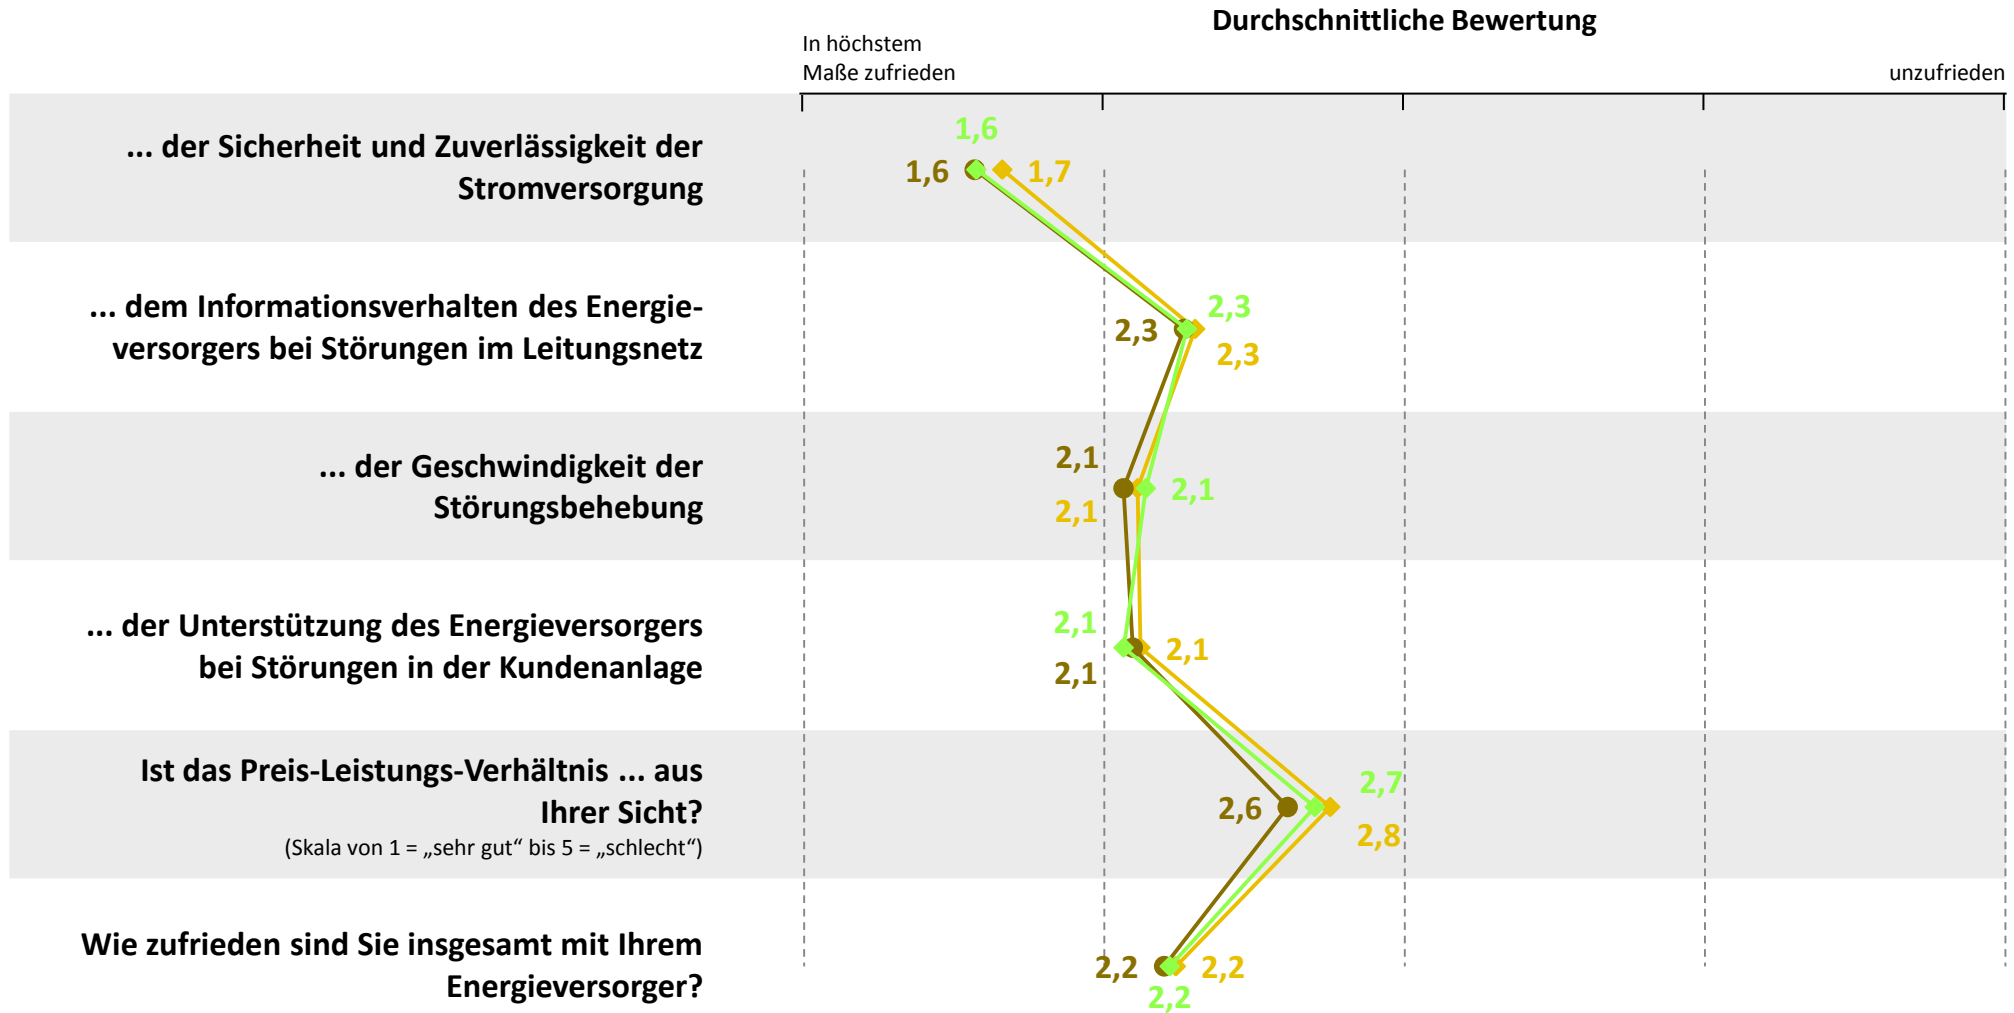 Durchschnittliche Bewertung
In höchstem
Maße zufrieden
unzufrieden
... der Sicherheit und Zuverlässigkeit der
Stromversorgung
1,6
1,6
1,7
... dem Informationsverhalten des Energie-
versorgers bei Störungen im Leitungsnetz
2,3
2,3
2,3
... der Geschwindigkeit der
Störungsbehebung
2,1
2,1
2,1
... der Unterstützung des Energieversorgers
bei Störungen in der Kundenanlage
2,1
2,1
2,1
Ist das Preis-Leistungs-Verhältnis ... aus
Ihrer Sicht?
(Skala von 1 = „sehr gut“ bis 5 = „schlecht“)
2,7
2,6
2,8
Wie zufrieden sind Sie insgesamt mit Ihrem
Energieversorger?
2,2
2,2
2,2